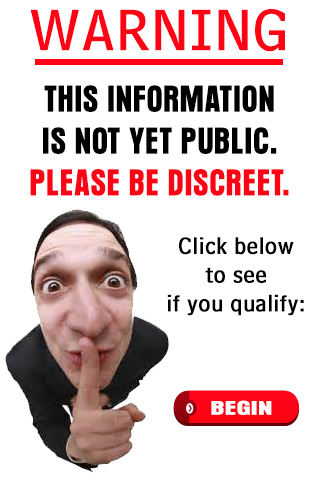 WARNING
THIS INFORMATION
IS NOT YET PUBLIC.
PLEASE BE DISCREET.
Click below
to see
if you qualify:
BEGIN